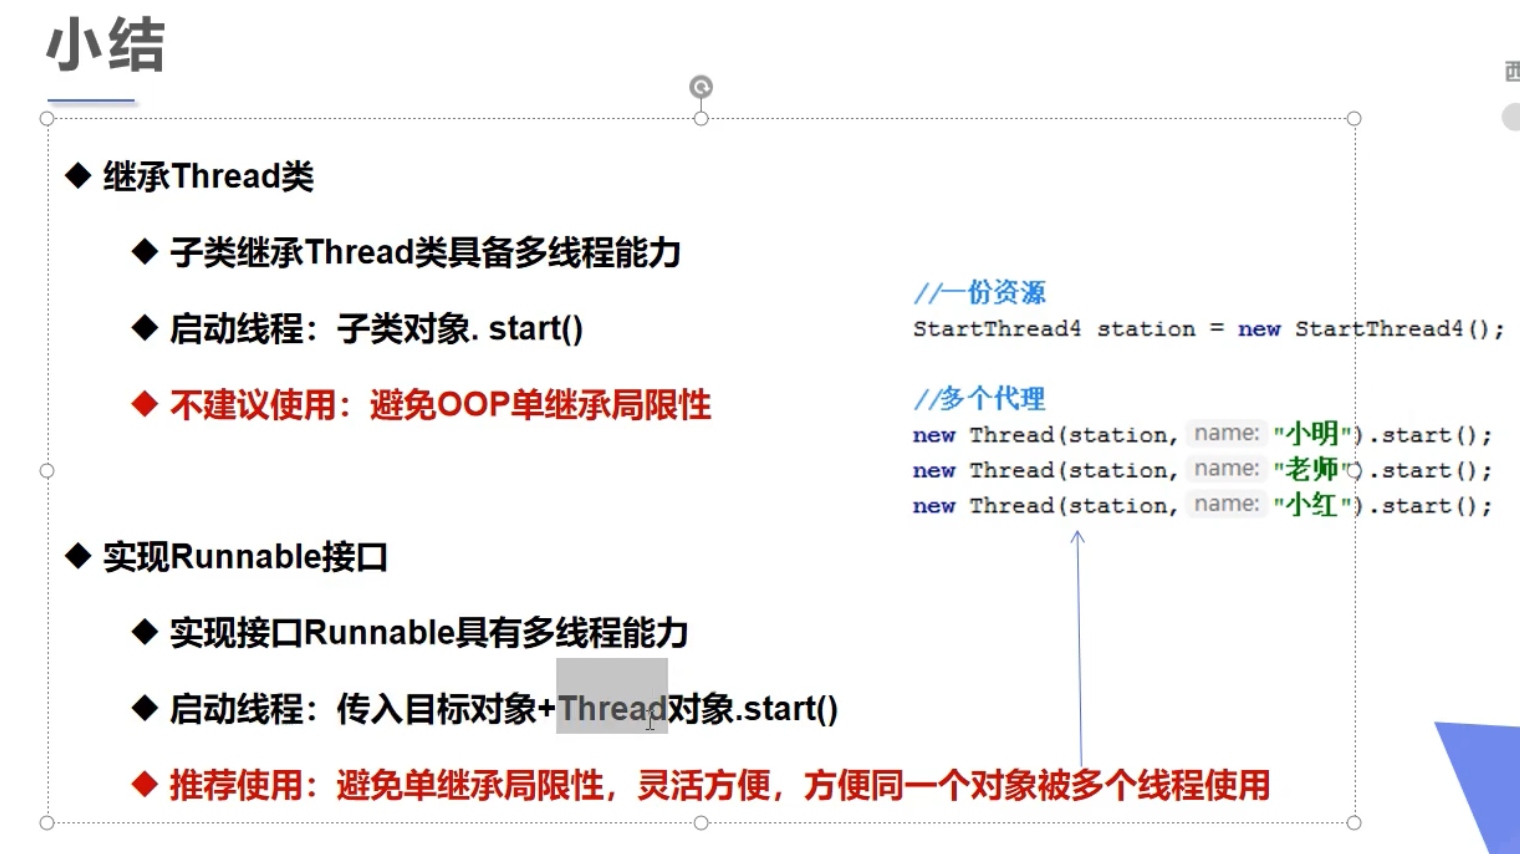 小结
西
◆ 继承Thread类
◆ 子类继承Thread类具备多线程能力
◆ 启动线程：子类对象. start()
◆ 不建议使用：避免OOP单继承局限性
◆ 实现Runnable接口
◆ 实现接口Runnable具有多线程能力
◆ 启动线程：传入目标对象+Thread对象.start()
◆ 推荐使用：避免单继承局限性，灵活方便，方便同一个对象被多个线程使用
//一份资源
StartThread4 station = new StartThread4();
//多个代理
new Thread(station, name: "小明").start();
new Thread(station, name: "老师").start();
new Thread(station, name: "小红").start();